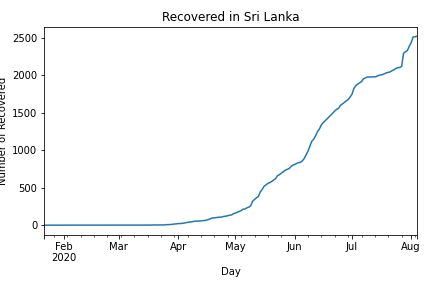 Recovered in Sri Lanka
Number of Recovered
2500
2000
1500
1000
500
0
Feb
2020
Mar
Apr
May
Jun
Jul
Aug
Day